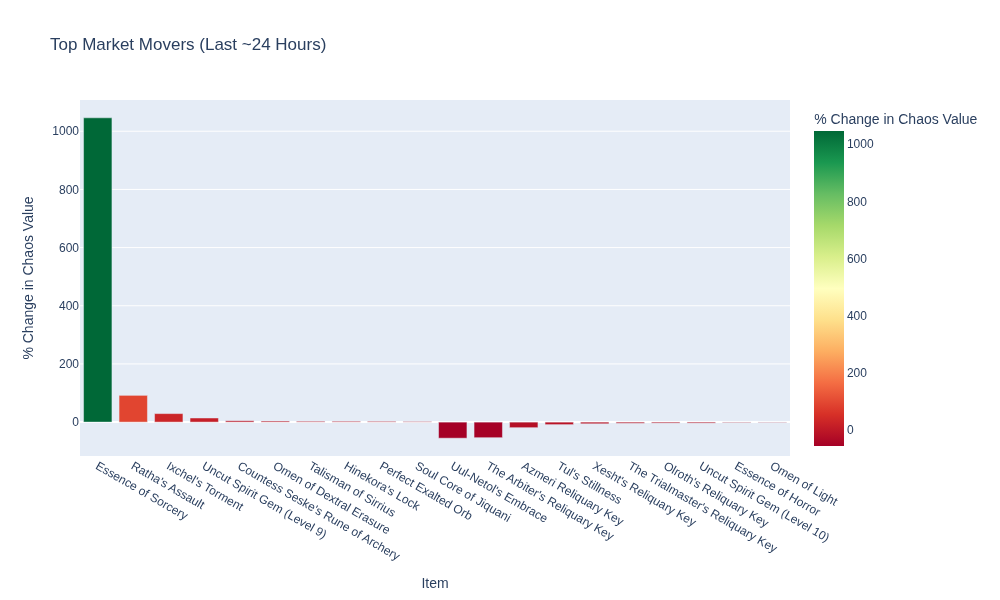 Top Market Movers (Last ~24 Hours)
% Change in Chaos Value
1000
800
600
400
200
0
Essence of Sorcery
Ratha's Assault
Ixchel's Torment
Uncut Spirit Gem (Level 9)
Countess Seske's Rune of Archery
Omen of Dextral Erasure
Talisman of Sirrius
Hinekora's Lock
Perfect Exalted Orb
Soul Core of Jiquani
Uul-Netol's Embrace
The Arbiter's Reliquary Key
Azmeri Reliquary Key
Tul's Stillness
Xesht's Reliquary Key
The Trialmaster's Reliquary Key
Olroth's Reliquary Key
Uncut Spirit Gem (Level 10)
Essence of Horror
Omen of Light
Item
% Change in Chaos Value
1000
800
600
400
200
0